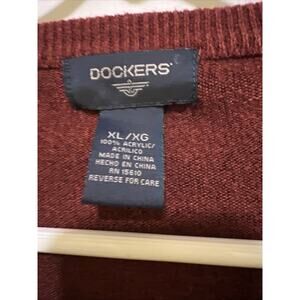 DOCKERS®
XL/XG
100% ACRYLIC/
ACRILICO
MADE IN CHINA
HECHO EN CHINA
RN 15610
REVERSE FOR CARE